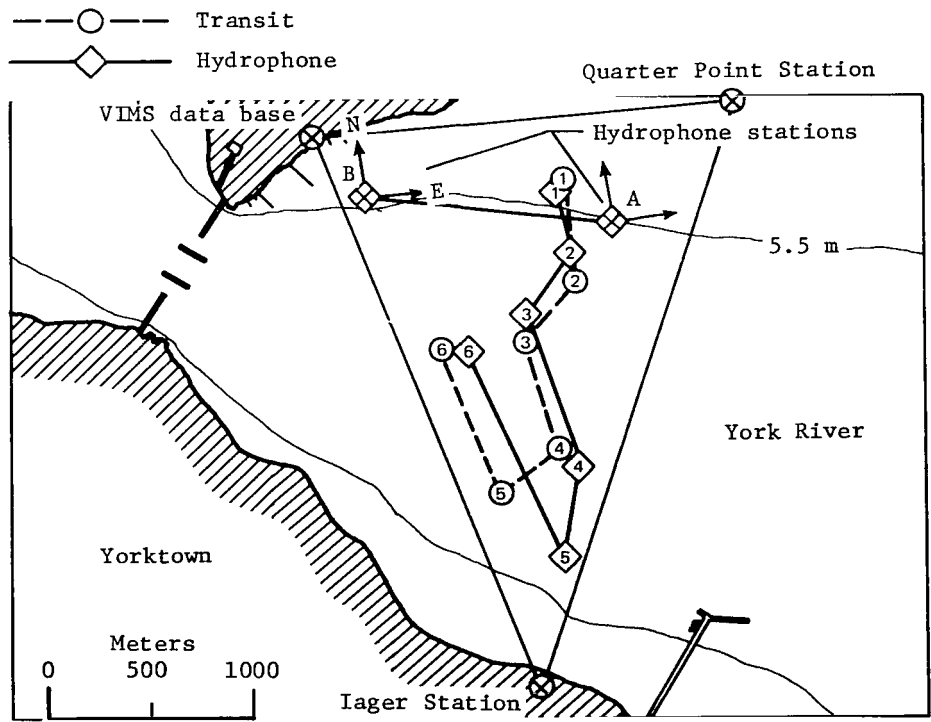 Transit
Hydrophone
Quarter Point Station
VIMS data base
N
Hydrophone stations
B
E
A
1
1
2
2
5.5 m
3
3
6
6
4
4
5
5
York River
Yorktown
Meters
0 500 1000
Iager Station